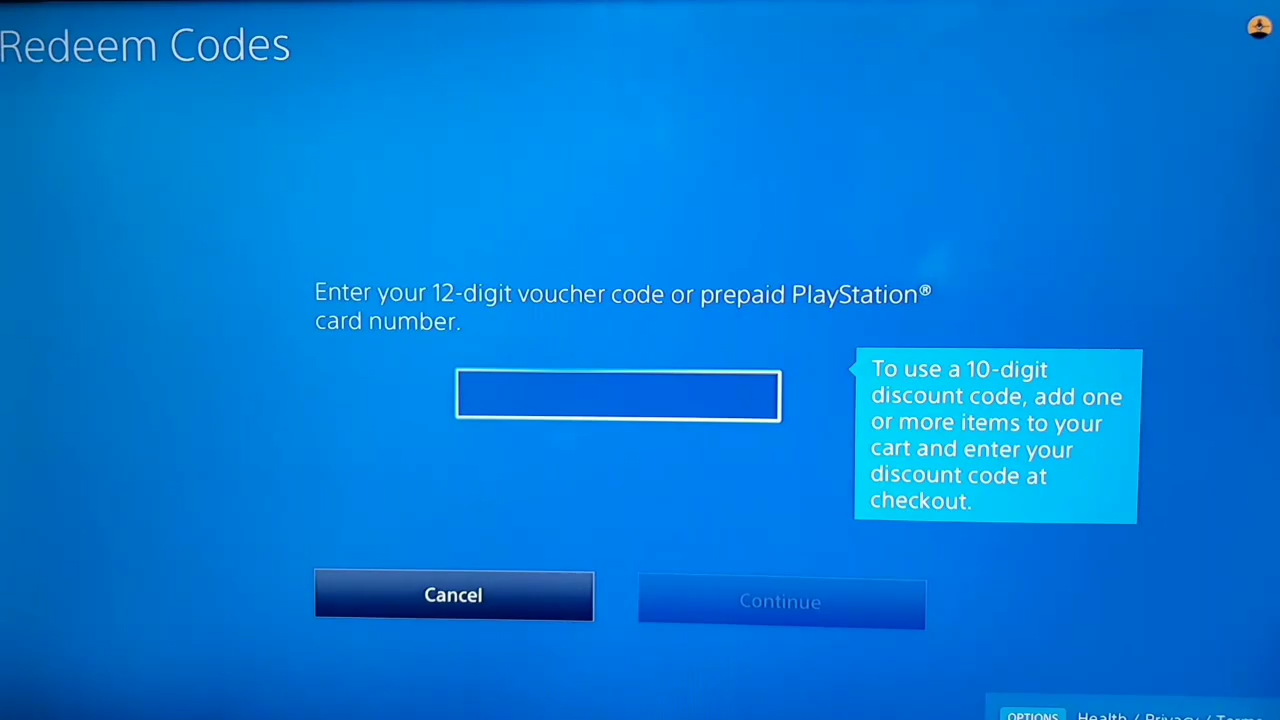 Redeem Codes
Enter your 12-digit voucher code or prepaid PlayStation®
card number.
To use a 10-digit
discount code, add one
or more items to your
cart and enter your
discount code at
checkout.
Cancel
Continue
OPTIONS Health / Privacy / Terms